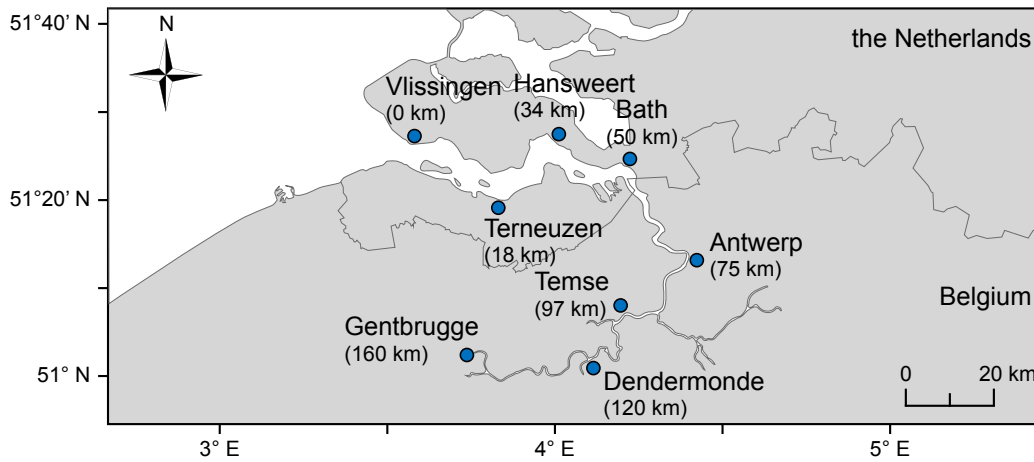 51°40’ N
N
the Netherlands
Vlissingen
(0 km)
Hansweert
(34 km)
Bath
(50 km)
51°20’ N
Terneuzen
(18 km)
Antwerp
(75 km)
Temse
(97 km)
Belgium
Gentbrugge
(160 km)
51° N
Dendermonde
(120 km)
0 20 km
3° E 4° E 5° E